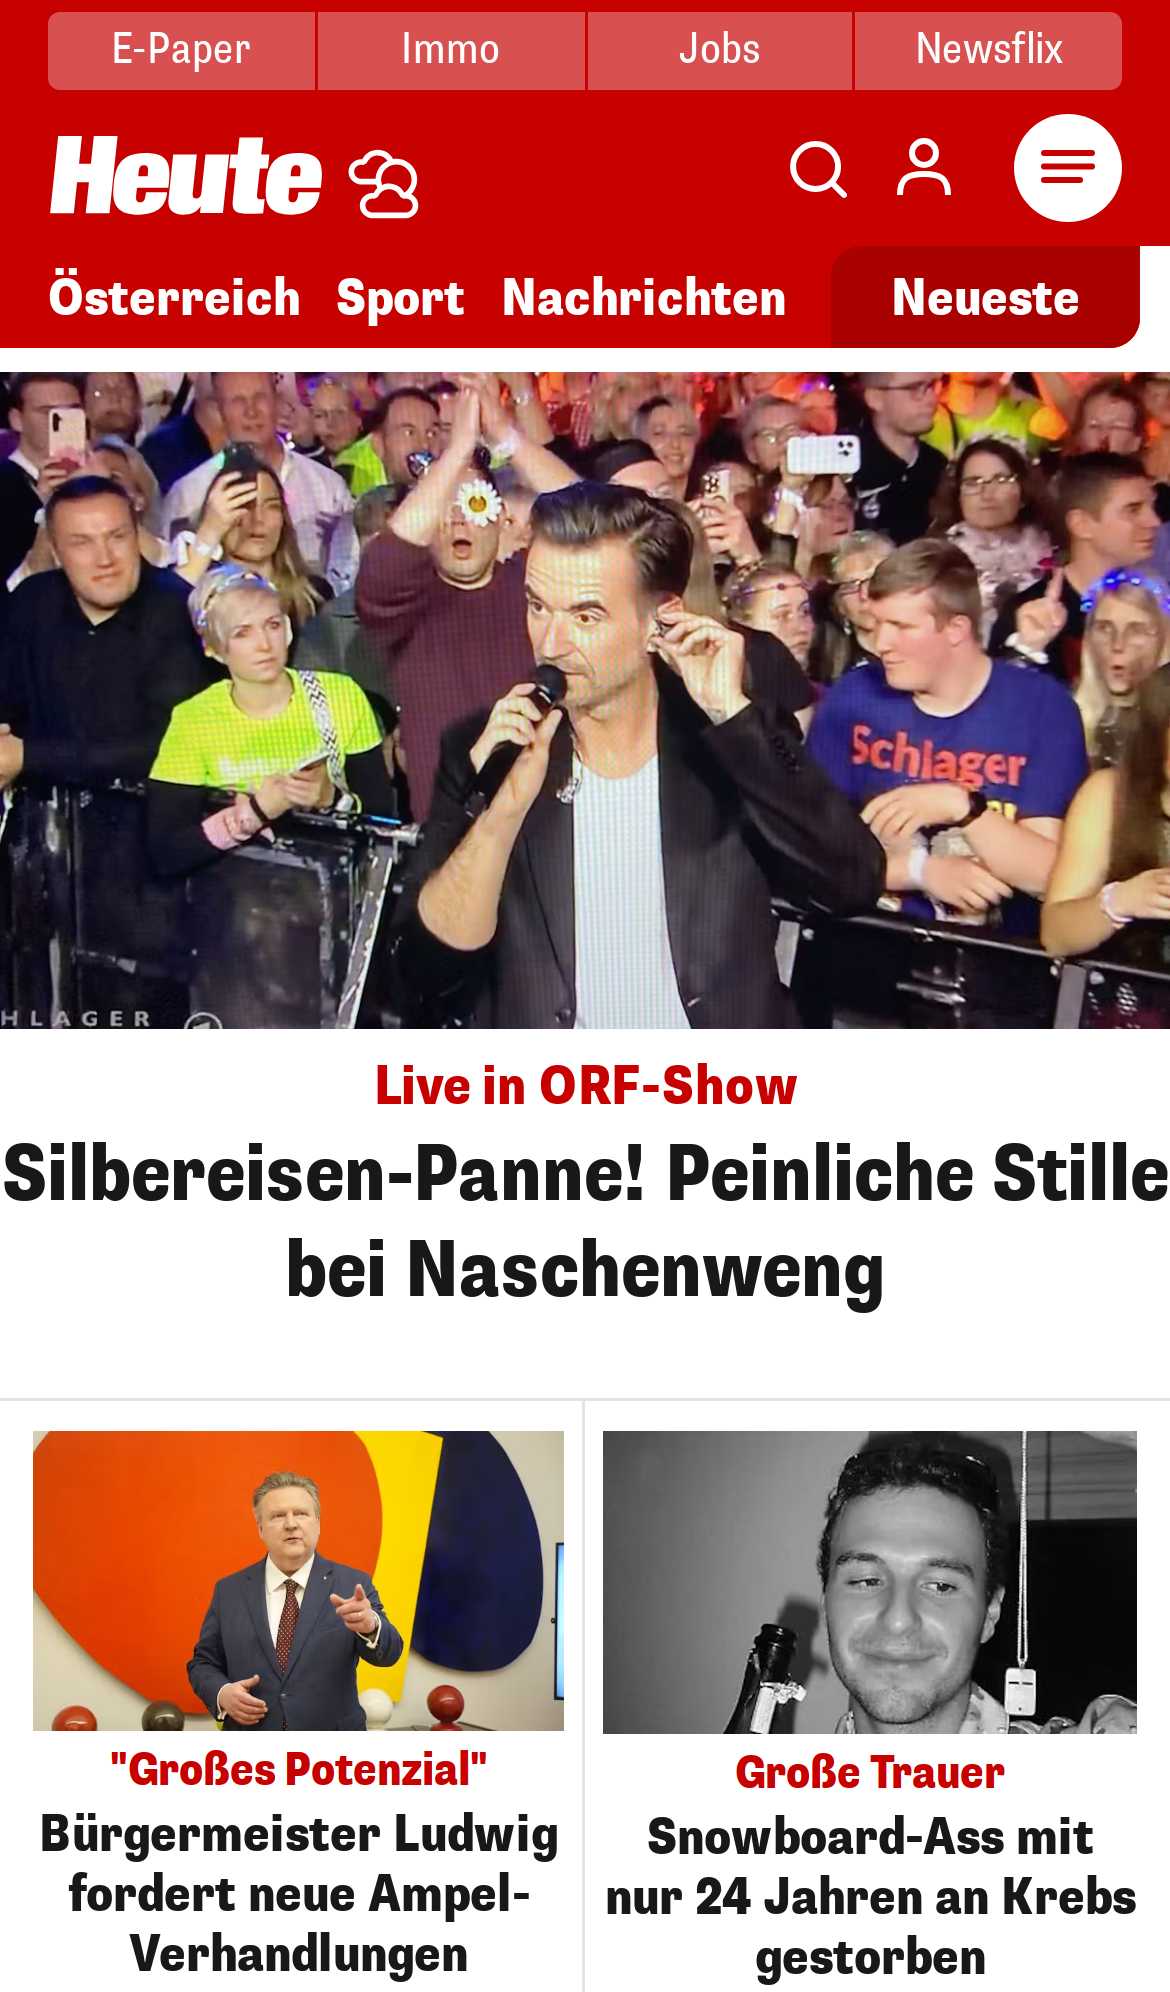 E-Paper
Immo
Jobs
Newsflix
Heute
Österreich
Sport
Nachrichten
Neueste
Schlager
HLAGER
Live in ORF-Show
Silbereisen-Panne! Peinliche Stille
bei Naschenweng
"Großes Potenzial"
Bürgermeister Ludwig
fordert neue Ampel-
Verhandlungen
Große Trauer
Snowboard-Ass mit
nur 24 Jahren an Krebs
gestorben